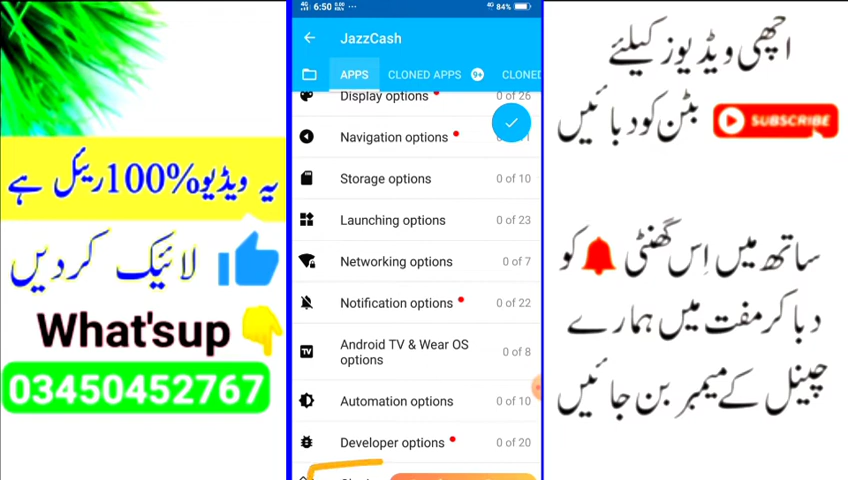 یہ ویڈیو%100رئیل ہے
لائیک کردیں
What'sup
03450452767
6:50
84%
JazzCash
APPS
CLONED APPS
9+
CLONED
Display options
0 of 26
Navigation options
Storage options
0 of 10
Launching options
0 of 23
Networking options
0 of 7
Notification options
0 of 22
TV
Android TV & Wear OS
options
0 of 8
Automation options
0 of 10
Developer options
0 of 20
اچھی ویڈیوز کیلئے
بٹن کو دبائیں
SUBSCRIBE
ساتھ میں اِس گھنٹی کو
دبا کر مفت میں ہمارے
چینل کے میمبر بن جائیں